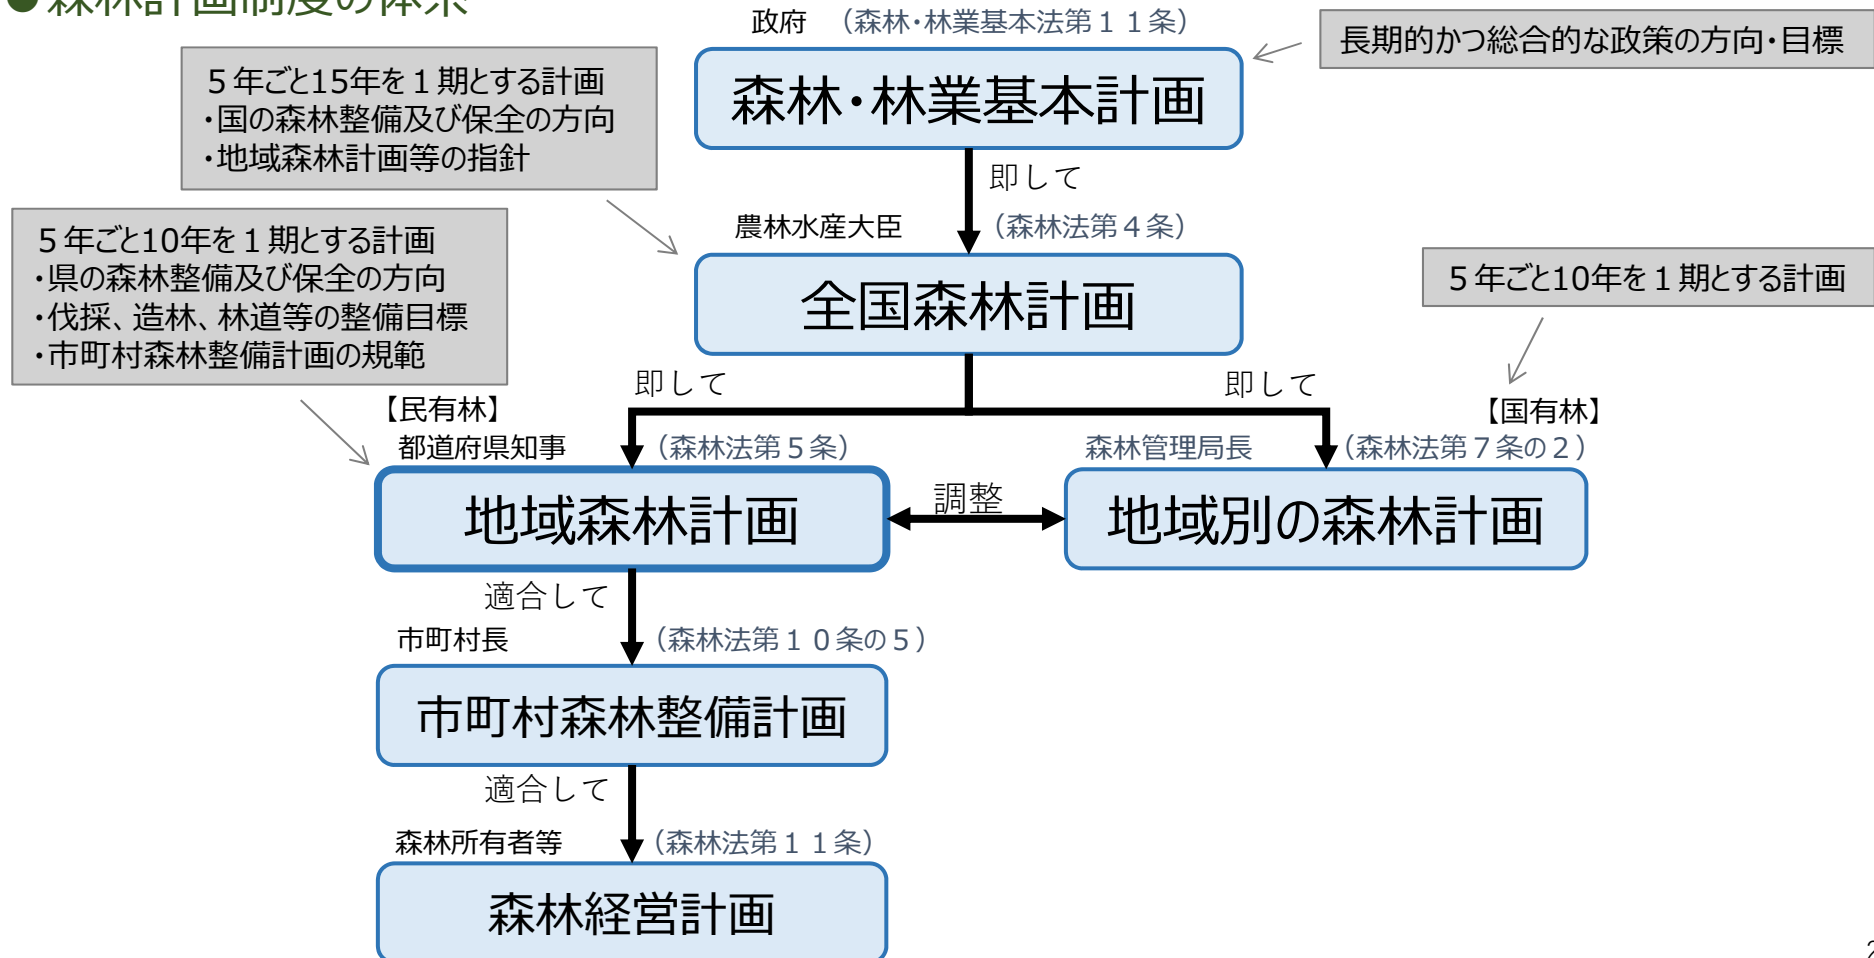 ●森林計画制度の体系
政府 （森林・林業基本法第１１条）
長期的かつ総合的な政策の方向・目標
森林・林業基本計画
５年ごと15年を１期とする計画
・国の森林整備及び保全の方向
・地域森林計画等の指針
即して
農林水産大臣 （森林法第４条）
全国森林計画
５年ごと10年を１期とする計画
・県の森林整備及び保全の方向
・伐採、造林、林道等の整備目標
・市町村森林整備計画の規範
５年ごと10年を１期とする計画
即して
即して
【民有林】
【国有林】
都道府県知事 （森林法第５条）
森林管理局長 （森林法第７条の２）
地域森林計画
調整
地域別の森林計画
適合して
市町村長 （森林法第１０条の５）
市町村森林整備計画
適合して
森林所有者等 （森林法第１１条）
森林経営計画
2